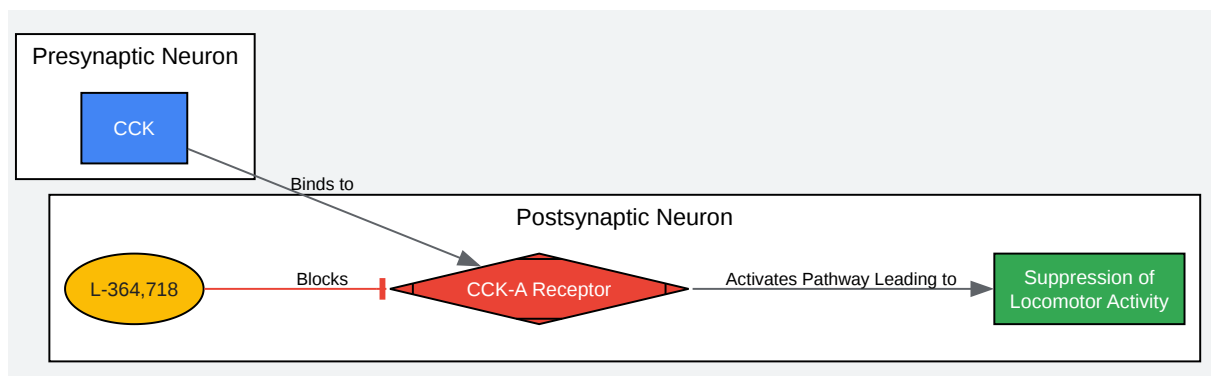 Presynaptic Neuron
CCK
Binds to
Postsynaptic Neuron
L-364,718
Blocks
CCK-A Receptor
Activates Pathway Leading to
Suppression of
Locomotor Activity